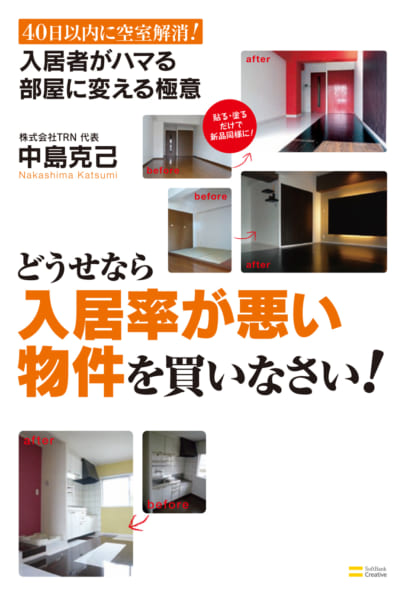 40日以内に空室解消!
入居者がハマる
部屋に変える極意
株式会社TRN 代表
中島克己
Nakashima Katsumi
貼る・塗る
だけで
新品同様に!
before
after
before
after
どうせなら
入居率が悪い
物件を買いなさい!
after
before
SoftBank
Creative